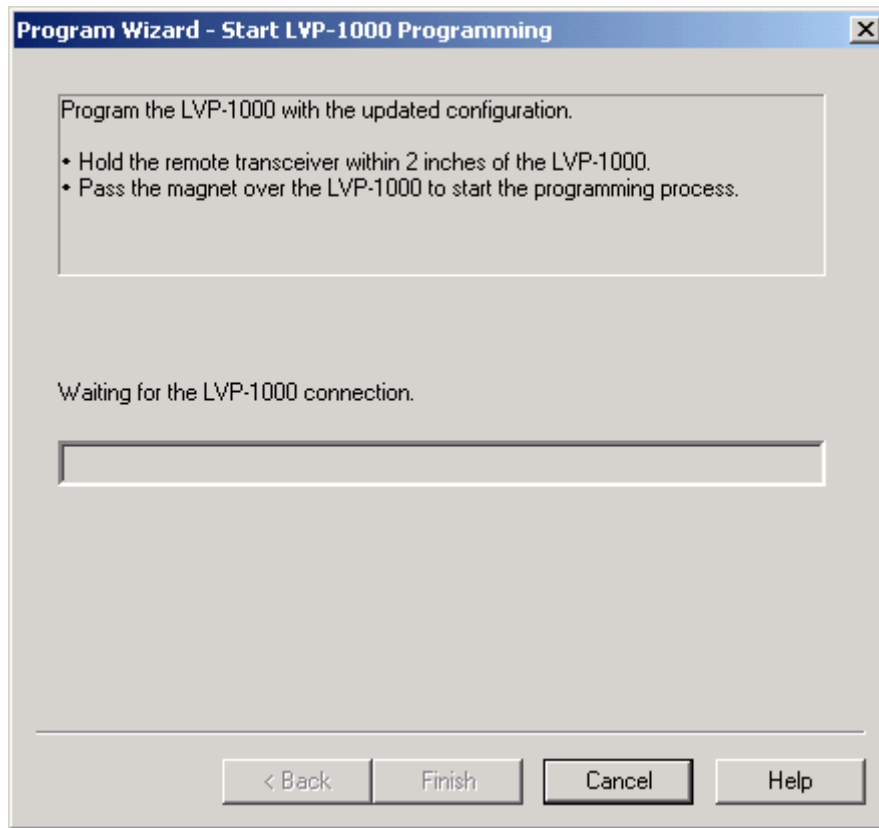 Program Wizard - Start LVP-1000 Programming
Program the LVP-1000 with the updated configuration.
• Hold the remote transceiver within 2 inches of the LVP-1000.
• Pass the magnet over the LVP-1000 to start the programming process.
Waiting for the LVP-1000 connection.
< Back Finish Cancel Help